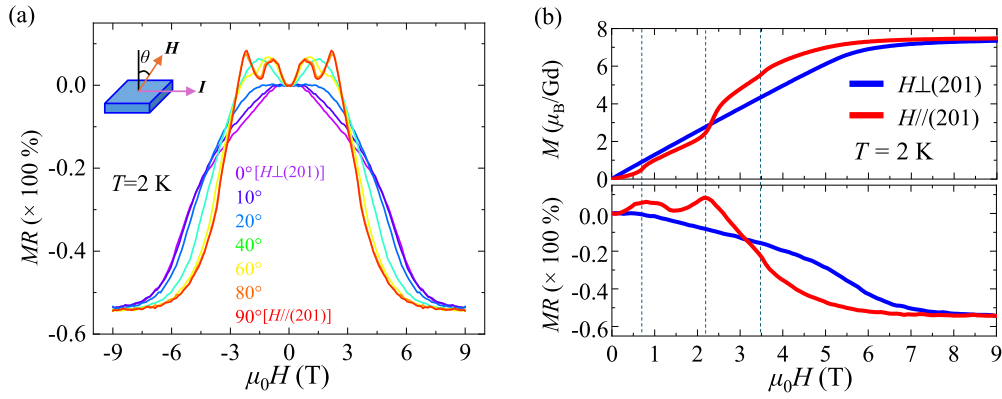 (a)
θ
H
I
T=2 K
0°[H⊥(201)]
10°
20°
40°
60°
80°
90°[H//(201)]
MR (× 100 %)
0.0
-0.2
-0.4
-0.6
-9 -6 -3 0 3 6 9
μ₀H (T)
(b)
M (μB/Gd)
8
6
4
2
0
H⊥(201)
H//(201)
T = 2 K
MR (× 100 %)
0.0
-0.2
-0.4
-0.6
0 1 2 3 4 5 6 7 8 9
μ₀H (T)